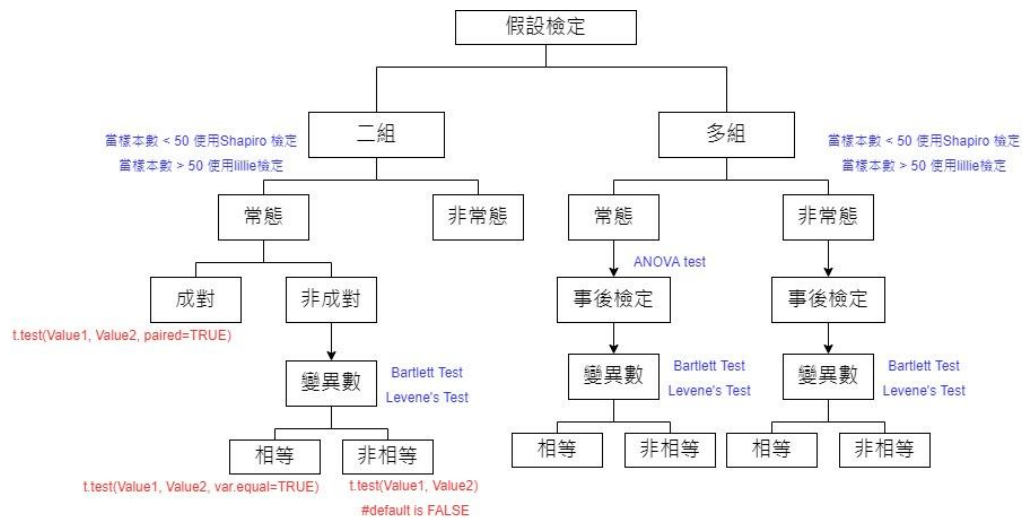 假設檢定
二組
多組
當樣本數 < 50 使用Shapiro 檢定
當樣本數 > 50 使用lillie檢定
當樣本數 < 50 使用Shapiro 檢定
當樣本數 > 50 使用lillie檢定
常態
非常態
常態
非常態
ANOVA test
成對
非成對
事後檢定
事後檢定
t.test(Value1, Value2, paired=TRUE)
變異數
Bartlett Test
Levene's Test
變異數
Bartlett Test
Levene's Test
變異數
Bartlett Test
Levene's Test
相等
非相等
相等
非相等
相等
非相等
t.test(Value1, Value2, var.equal=TRUE)
t.test(Value1, Value2)
#default is FALSE